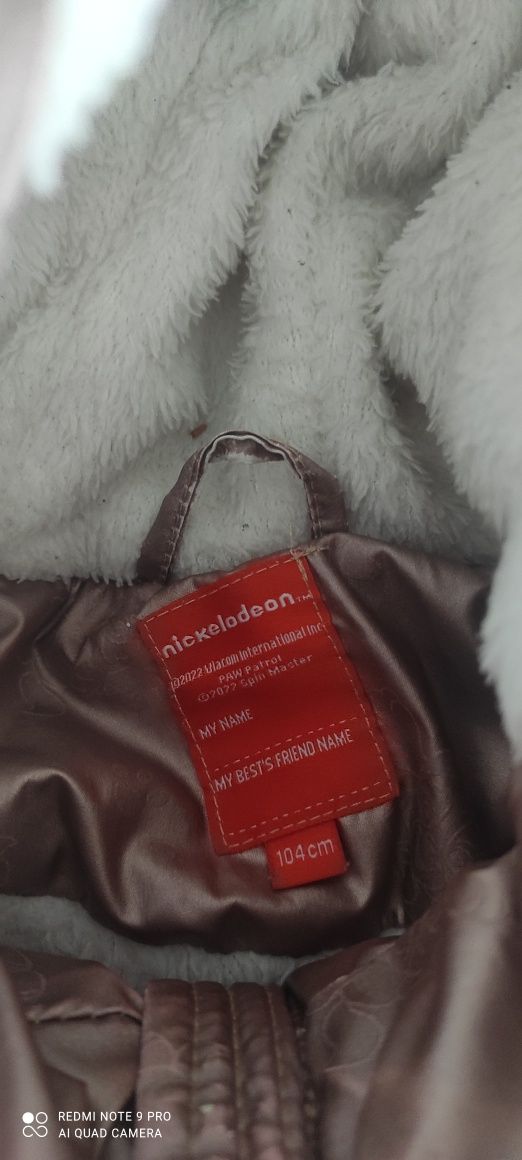 nickelodeon™
©2022 Viacom International Inc
PAW Patrol
©2022 Spin Master
MY NAME
MY BEST'S FRIEND NAME
104cm
REDMI NOTE 9 PRO
AI QUAD CAMERA